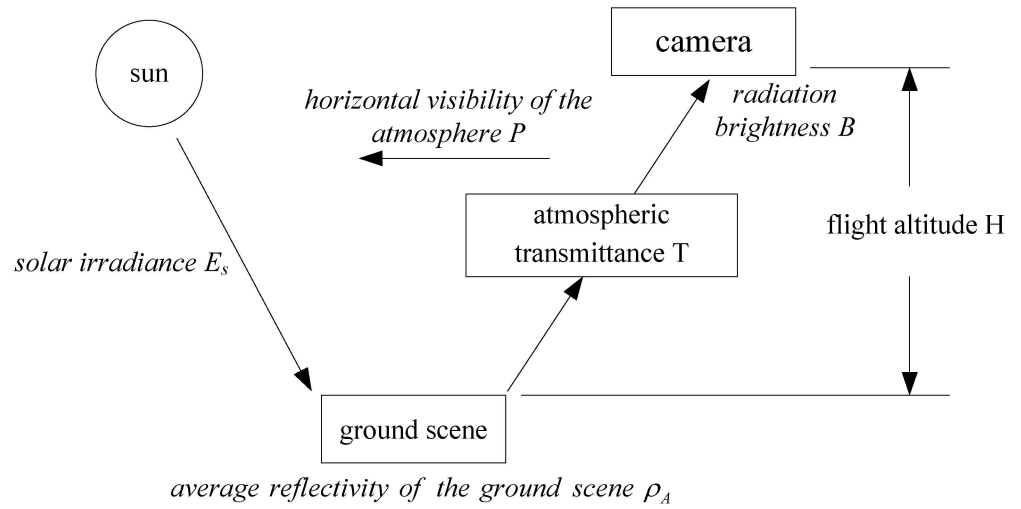 sun
camera
horizontal visibility of the
atmosphere P
radiation
brightness B
atmospheric
transmittance T
flight altitude H
solar irradiance Eₛ
ground scene
average reflectivity of the ground scene ρ_A